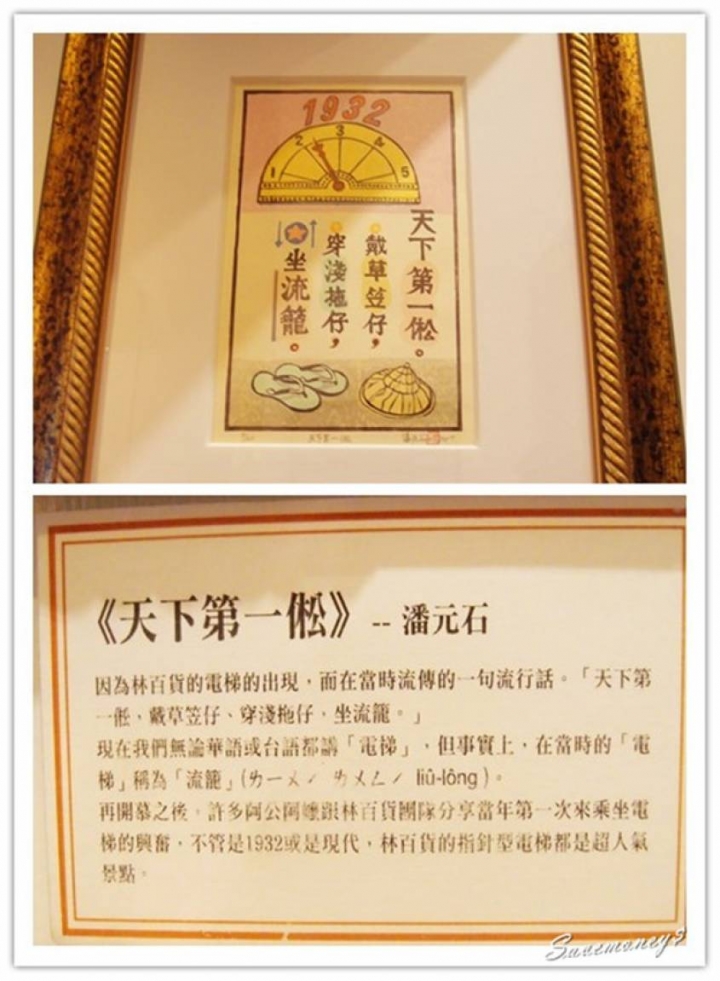 1932
1 2 3 4 5
天下第一倯。
戴草笠仔，
穿淺拖仔，
坐流籠。
《天下第一倯》-- 潘元石
因為林百貨的電梯的出現，而在當時流傳的一句流行話。「天下第
一倯、戴草笠仔、穿淺拖仔，坐流籠。」
現在我們無論華語或台語都講「電梯」，但事實上，在當時的「電
梯」稱為「流籠」(ㄌㄧㄨˊ ㄌㄨㄥˊ liû-lông)。
再開幕之後，許多阿公阿嬤跟林百貨團隊分享當年第一次來乘坐電
梯的興奮，不管是1932或是現代，林百貨的指針型電梯都是超人氣
景點。